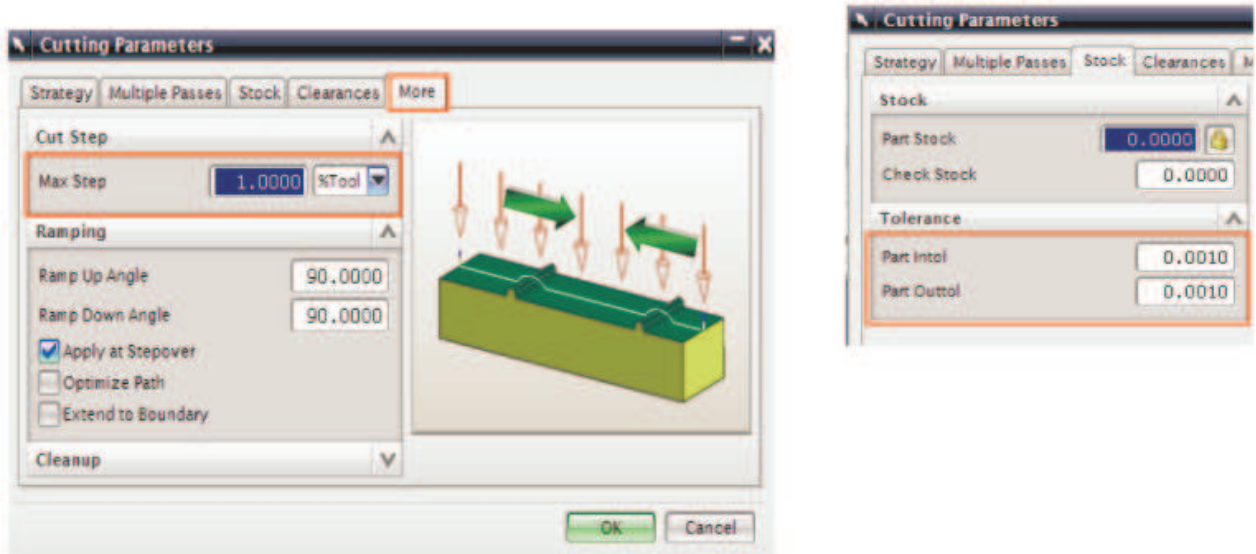 Cutting Parameters
Strategy Multiple Passes Stock Clearances More
Cut Step
Max Step 1.0000 %Tool
Ramping
Ramp Up Angle 90.0000
Ramp Down Angle 90.0000
Apply at Stepover
Optimize Path
Extend to Boundary
Cleanup
OK Cancel
Cutting Parameters
Strategy Multiple Passes Stock Clearances
Stock
Part Stock 0.0000
Check Stock 0.0000
Tolerance
Part Intol 0.0010
Part Outtol 0.0010